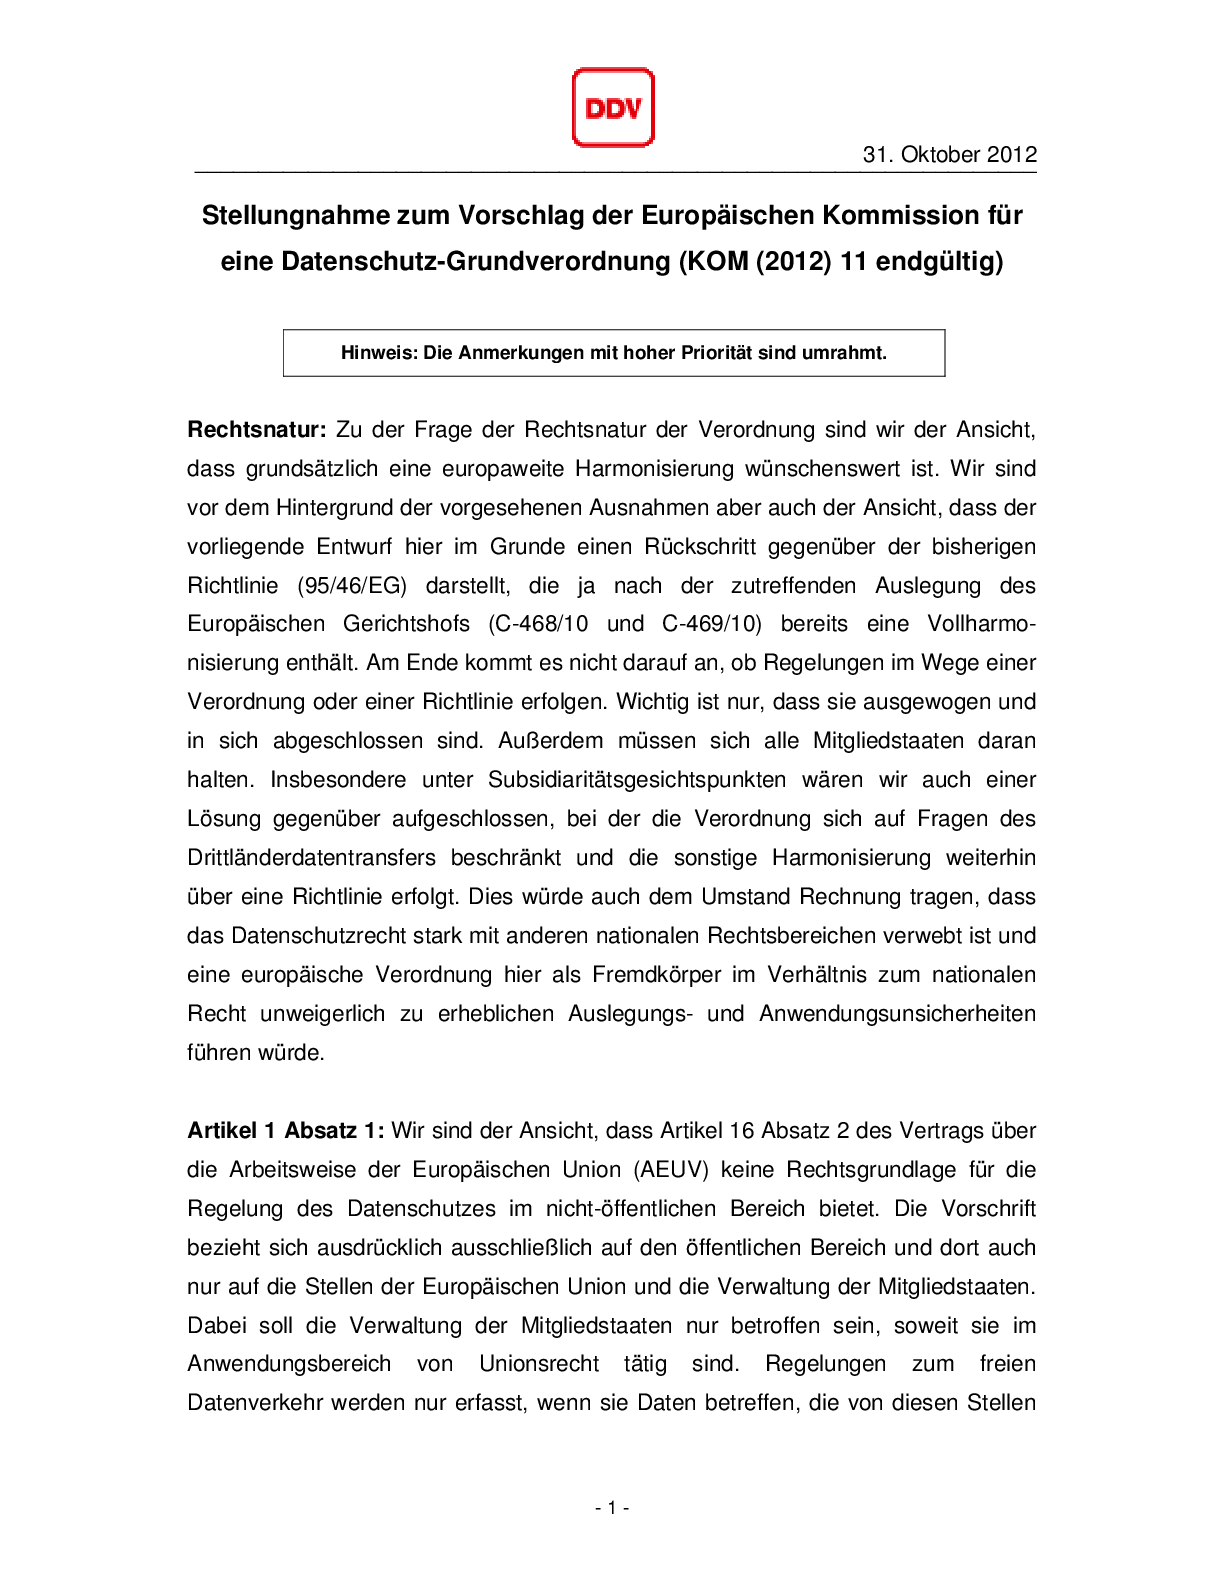 DDV
31. Oktober 2012
Stellungnahme zum Vorschlag der Europäischen Kommission für
eine Datenschutz-Grundverordnung (KOM (2012) 11 endgültig)
Hinweis: Die Anmerkungen mit hoher Priorität sind umrahmt.
Rechtsnatur: Zu der Frage der Rechtsnatur der Verordnung sind wir der Ansicht,
dass grundsätzlich eine europaweite Harmonisierung wünschenswert ist. Wir sind
vor dem Hintergrund der vorgesehenen Ausnahmen aber auch der Ansicht, dass der
vorliegende Entwurf hier im Grunde einen Rückschritt gegenüber der bisherigen
Richtlinie (95/46/EG) darstellt, die ja nach der zutreffenden Auslegung des
Europäischen Gerichtshofs (C-468/10 und C-469/10) bereits eine Vollharmo-
nisierung enthält. Am Ende kommt es nicht darauf an, ob Regelungen im Wege einer
Verordnung oder einer Richtlinie erfolgen. Wichtig ist nur, dass sie ausgewogen und
in sich abgeschlossen sind. Außerdem müssen sich alle Mitgliedstaaten daran
halten. Insbesondere unter Subsidiaritätsgesichtspunkten wären wir auch einer
Lösung gegenüber aufgeschlossen, bei der die Verordnung sich auf Fragen des
Drittländerdatentransfers beschränkt und die sonstige Harmonisierung weiterhin
über eine Richtlinie erfolgt. Dies würde auch dem Umstand Rechnung tragen, dass
das Datenschutzrecht stark mit anderen nationalen Rechtsbereichen verwebt ist und
eine europäische Verordnung hier als Fremdkörper im Verhältnis zum nationalen
Recht unweigerlich zu erheblichen Auslegungs- und Anwendungsunsicherheiten
führen würde.
Artikel 1 Absatz 1: Wir sind der Ansicht, dass Artikel 16 Absatz 2 des Vertrags über
die Arbeitsweise der Europäischen Union (AEUV) keine Rechtsgrundlage für die
Regelung des Datenschutzes im nicht-öffentlichen Bereich bietet. Die Vorschrift
bezieht sich ausdrücklich ausschließlich auf den öffentlichen Bereich und dort auch
nur auf die Stellen der Europäischen Union und die Verwaltung der Mitgliedstaaten.
Dabei soll die Verwaltung der Mitgliedstaaten nur betroffen sein, soweit sie im
Anwendungsbereich von Unionsrecht tätig sind. Regelungen zum freien
Datenverkehr werden nur erfasst, wenn sie Daten betreffen, die von diesen Stellen
- 1 -